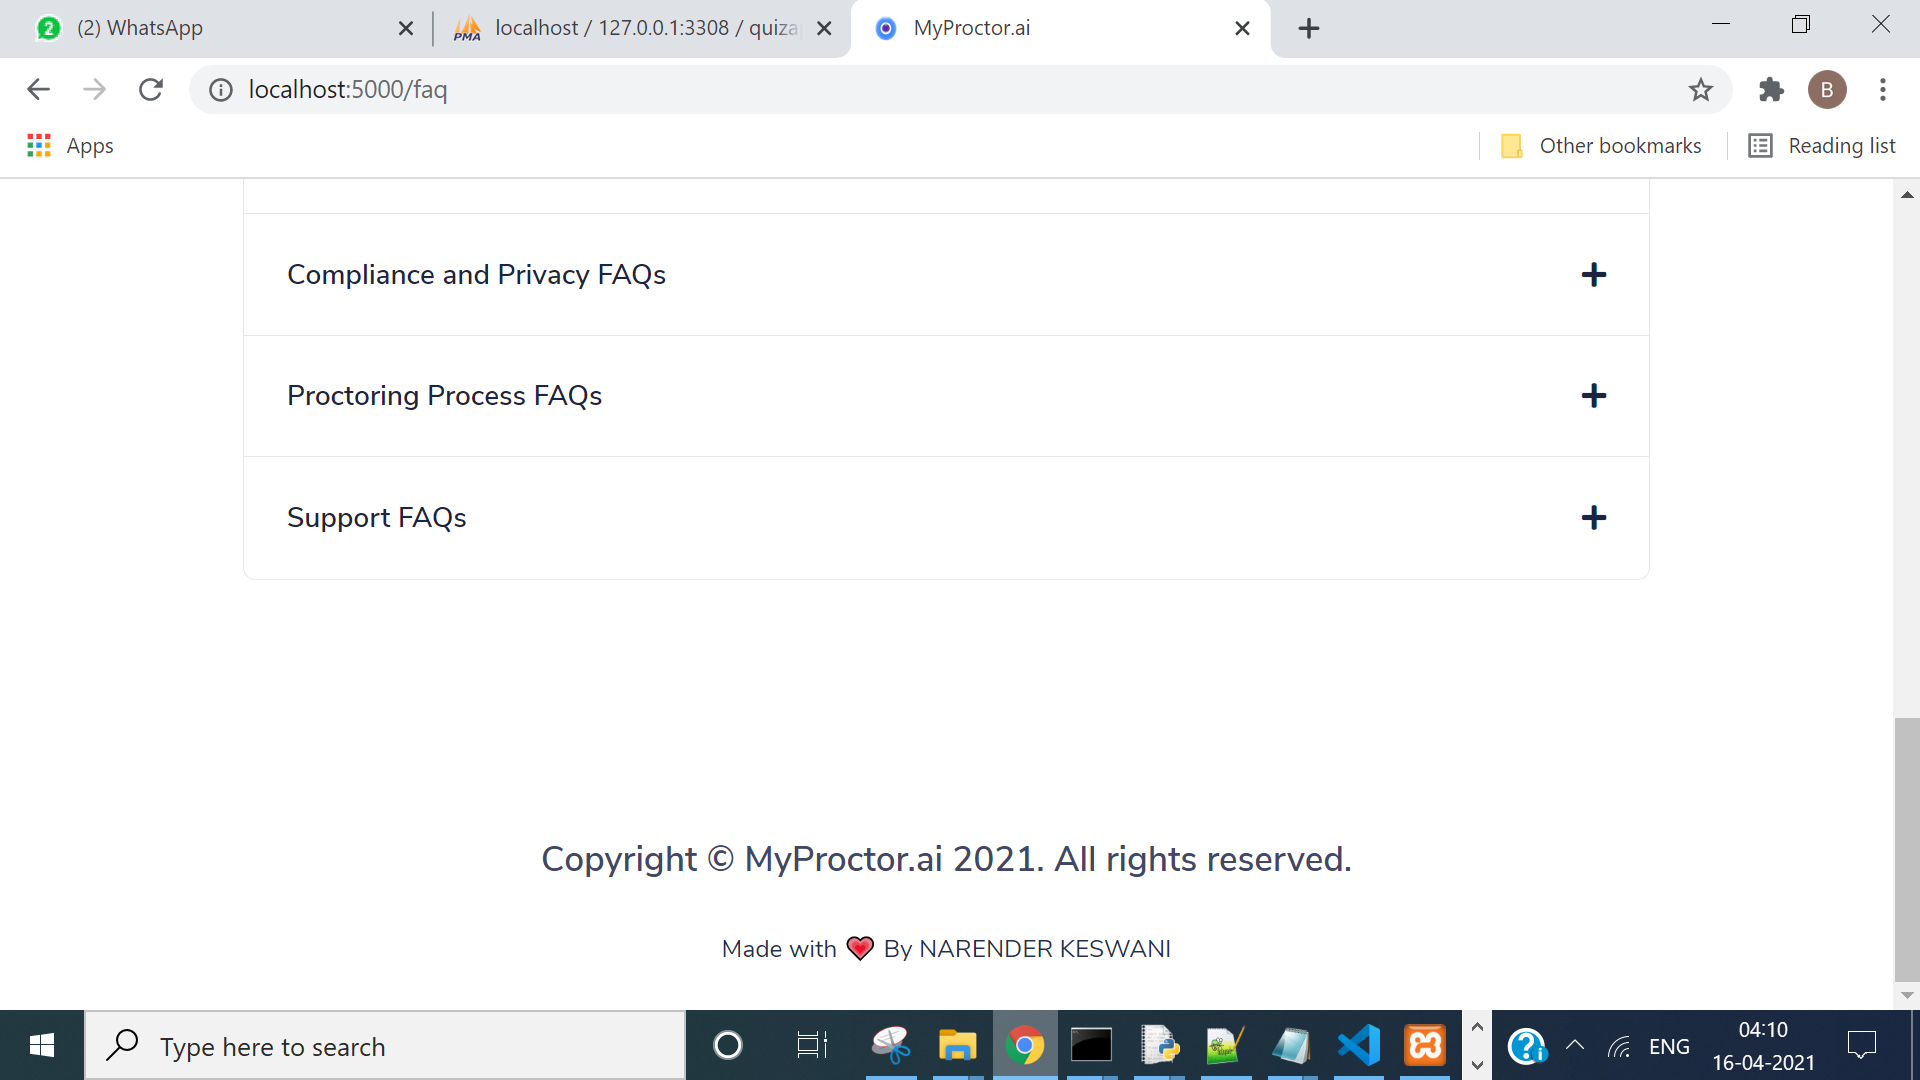 2
(2) WhatsApp
PMA
localhost / 127.0.0.1:3308 / quiza
MyProctor.ai
localhost:5000/faq
B
Apps
Other bookmarks
Reading list
Compliance and Privacy FAQs
Proctoring Process FAQs
Support FAQs
Copyright © MyProctor.ai 2021. All rights reserved.
Made with ❤ By NARENDER KESWANI
Type here to search
ENG
04:10
16-04-2021